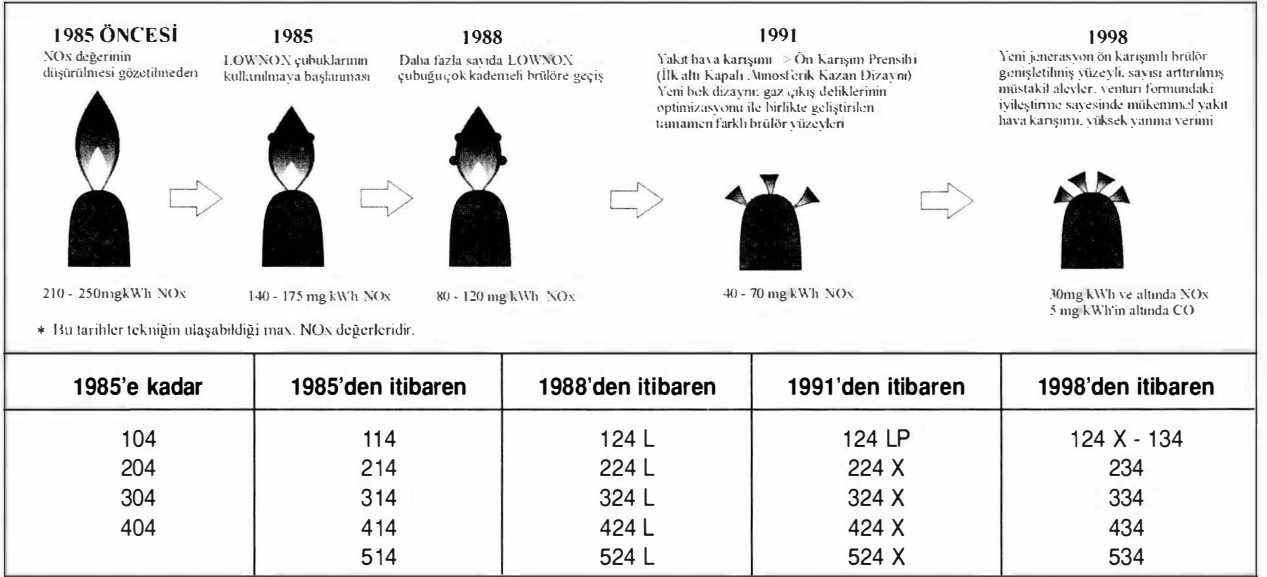 1985 ÖNCESİ
NOx değerinin
düşürülmesi gözetilmeden
1985
LOWNOX çubuklarının
kullanılmaya başlanması
1988
Daha fazla sayıda LOWNOX
çubuğu çok kademeli brülöre geçiş
1991
Yakıt hava karışımı > Ön Karışım Prensibi
(İlk altı Kapalı Atmosferik Kazan Dizaynı)
Yeni bek dizaynı: gaz çıkış deliklerinin
optimizasyonu ile birlikte geliştirilen
tamamen farklı brülör yüzeyleri
1998
Yeni jenerasyon ön karışımlı brülör
genişletilmiş yüzeyli, sayısı arttırılmış
müstakil alevler, venturi formundaki
iyileştirme sayesinde mükemmel yakıt
hava karışımı, yüksek yanma verimi
210 - 250mgkWh NOx
140 - 175 mg kWh NOx
80 - 120 mg kWh NOx
40 - 70 mg kWh NOx
30mg kWh ve altında NOx
5 mg kWh'in altında CO
* Bu tarihler tekniğin ulaşabildiği max. NOx değerleridir.
1985'e kadar 1985'den itibaren 1988'den itibaren 1991'den itibaren 1998'den itibaren
104 114 124 L 124 LP 124 X - 134
204 214 224 L 224 X 234
304 314 324 L 324 X 334
404 414 424 L 424 X 434
514 524 L 524 X 534